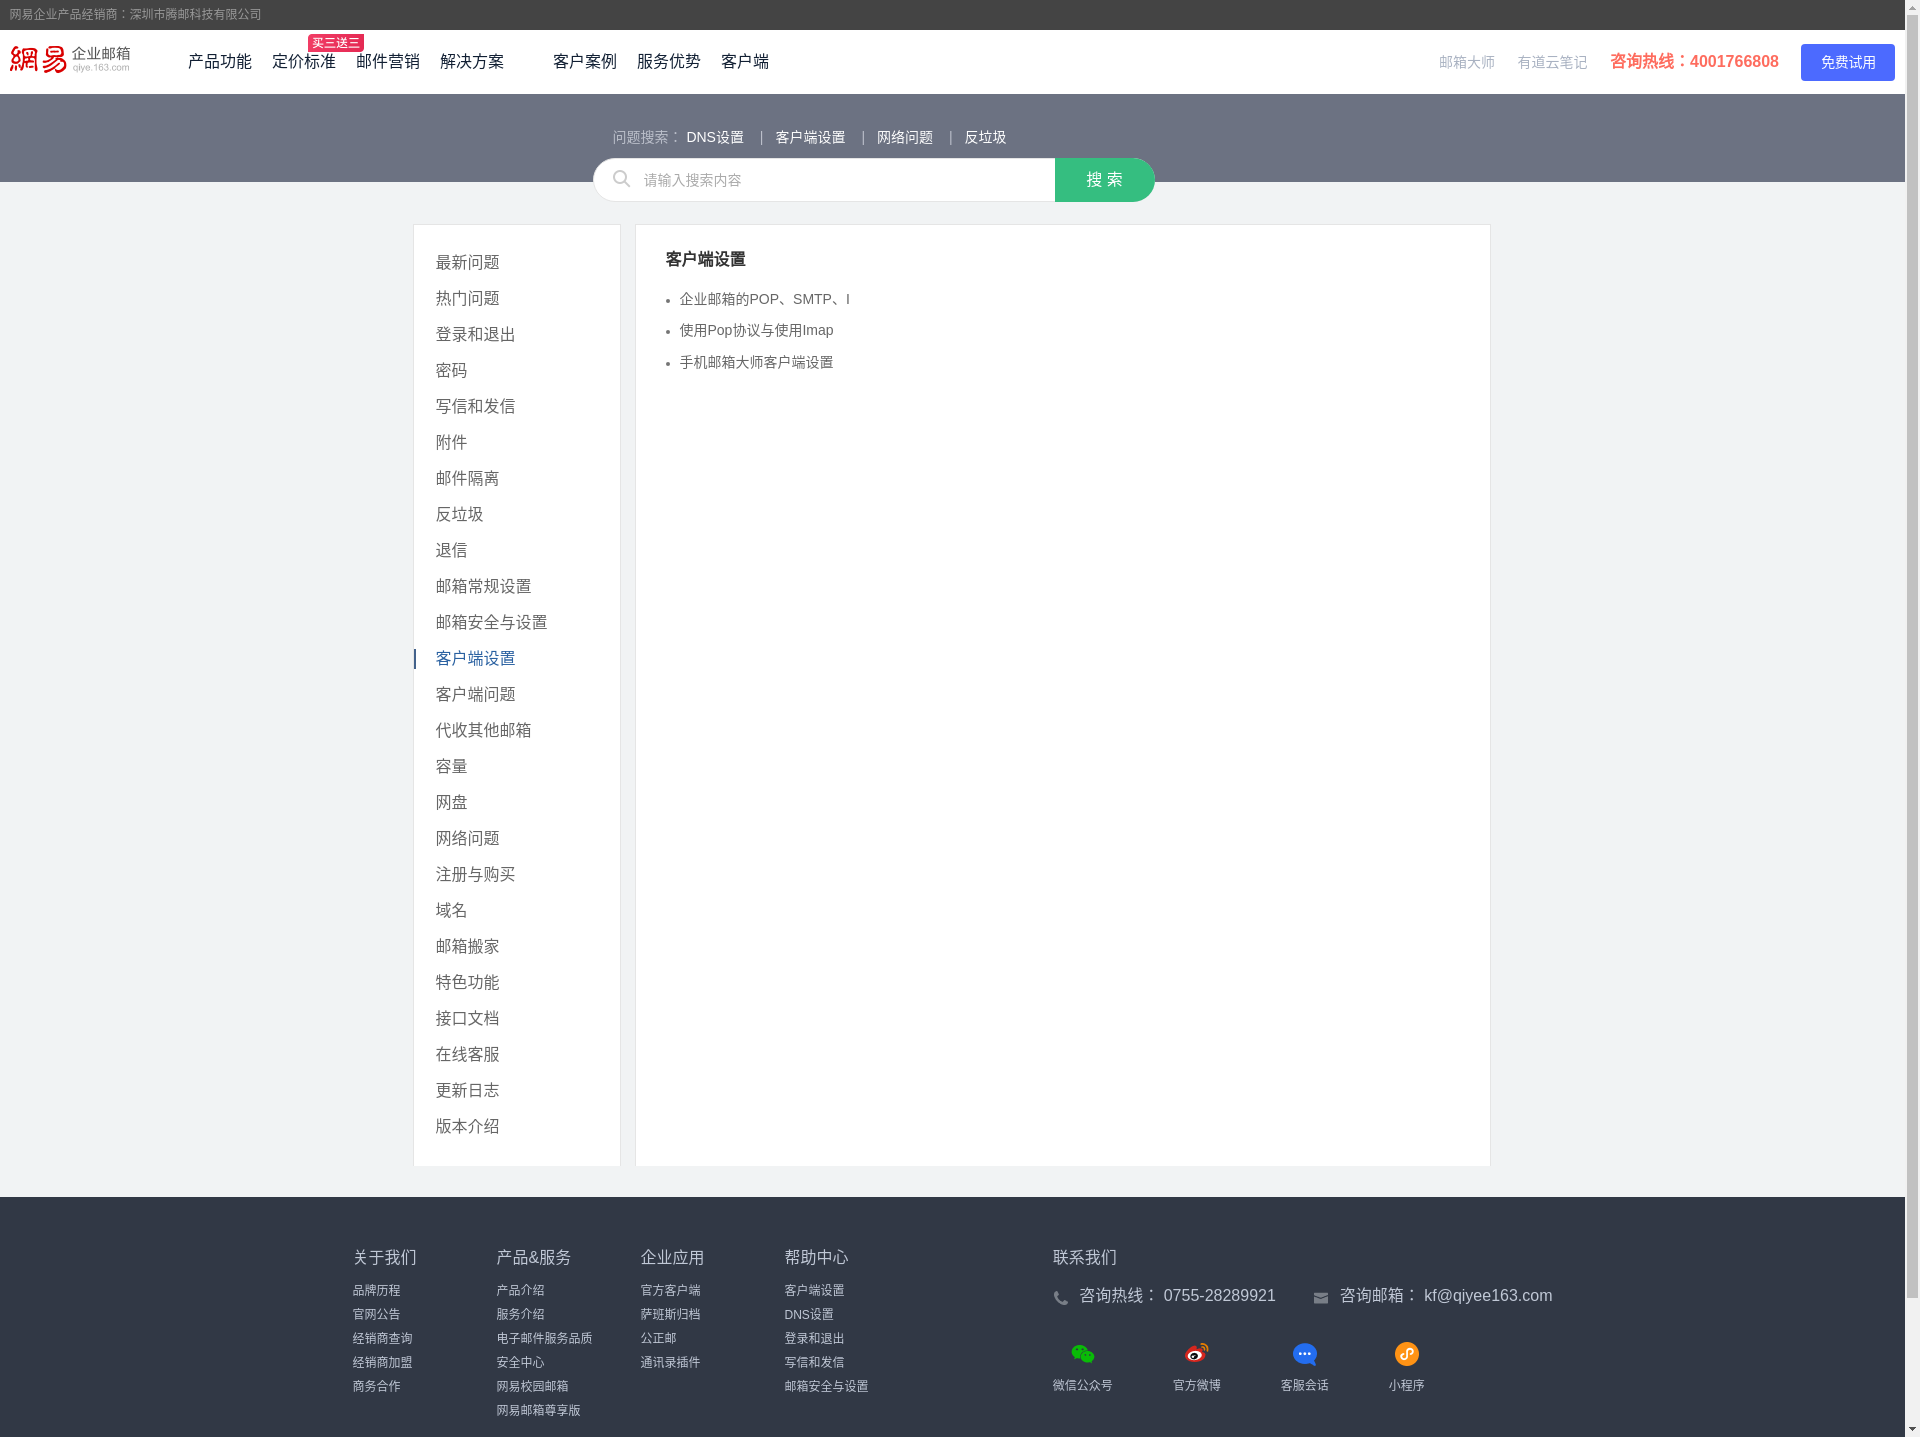 网易企业产品经销商：深圳市腾邮科技有限公司
網易 企业邮箱 qiye.163.com
产品功能 定价标准 买三送三 邮件营销 解决方案 客户案例 服务优势 客户端 邮箱大师 有道云笔记 咨询热线：4001766808 免费试用
问题搜索： DNS设置 | 客户端设置 | 网络问题 | 反垃圾
请输入搜索内容 搜 索
最新问题
热门问题
登录和退出
密码
写信和发信
附件
邮件隔离
反垃圾
退信
邮箱常规设置
邮箱安全与设置
客户端设置
客户端问题
代收其他邮箱
容量
网盘
网络问题
注册与购买
域名
邮箱搬家
特色功能
接口文档
在线客服
更新日志
版本介绍
客户端设置
企业邮箱的POP、SMTP、I
使用Pop协议与使用Imap
手机邮箱大师客户端设置
关于我们
品牌历程
官网公告
经销商查询
经销商加盟
商务合作
产品&服务
产品介绍
服务介绍
电子邮件服务品质
安全中心
网易校园邮箱
网易邮箱尊享版
企业应用
官方客户端
萨班斯归档
公正邮
通讯录插件
帮助中心
客户端设置
DNS设置
登录和退出
写信和发信
邮箱安全与设置
联系我们
咨询热线： 0755-28289921 咨询邮箱： kf@qiyee163.com
微信公众号 官方微博 客服会话 小程序